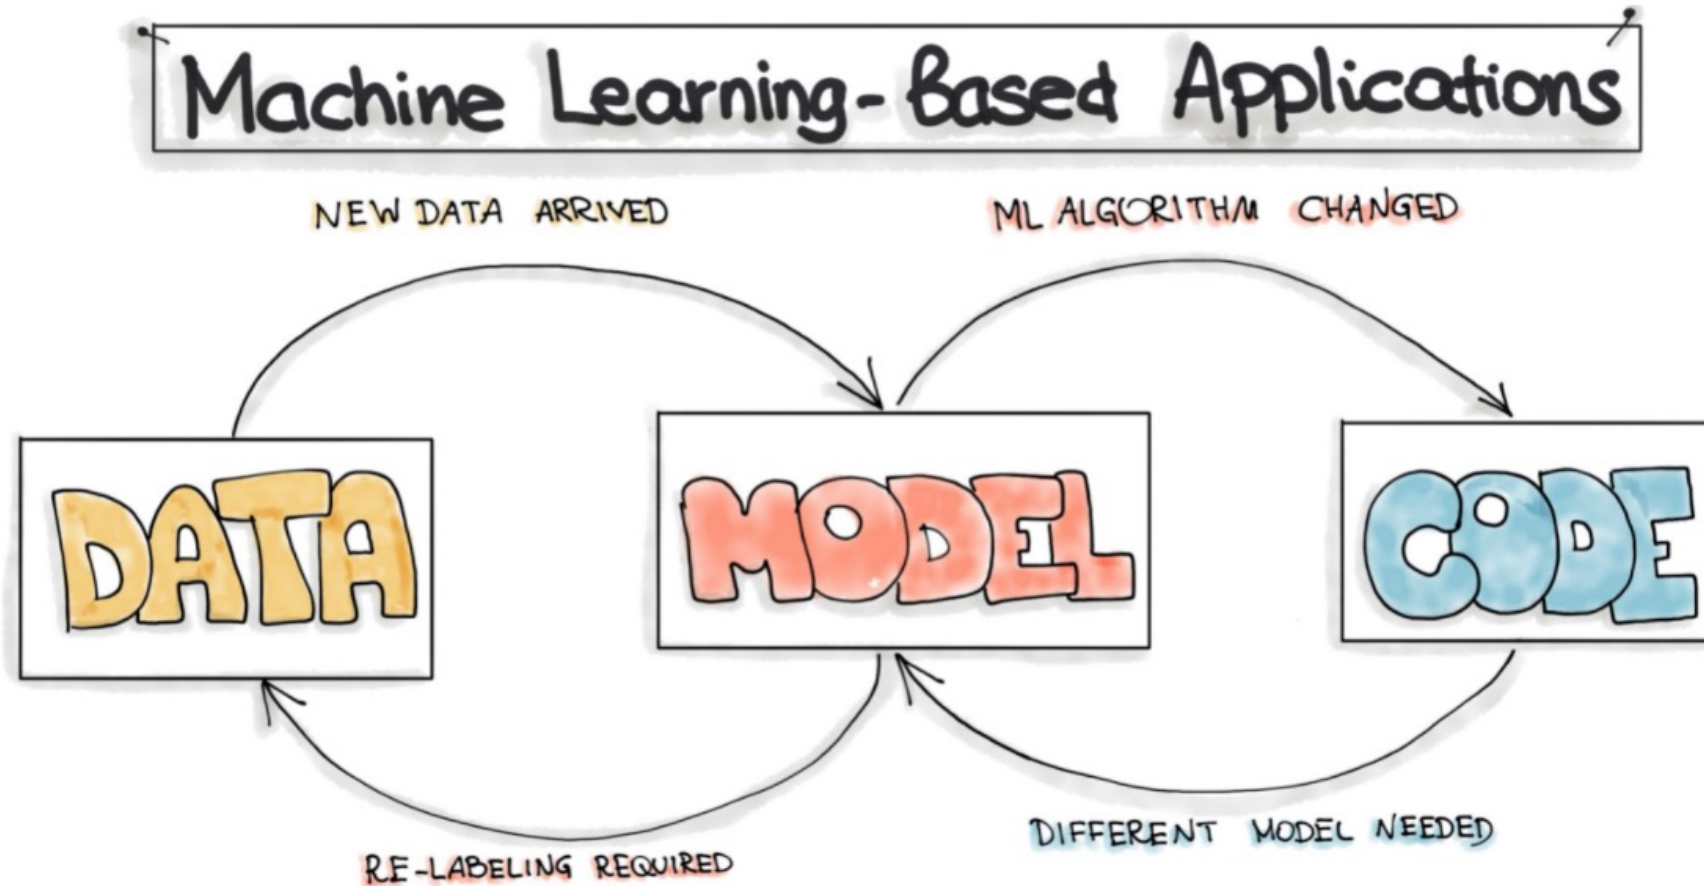 Machine Learning-Based Applications
NEW DATA ARRIVED
ML ALGORITHM CHANGED
DATA
MODEL
CODE
DIFFERENT MODEL NEEDED
RE-LABELING REQUIRED